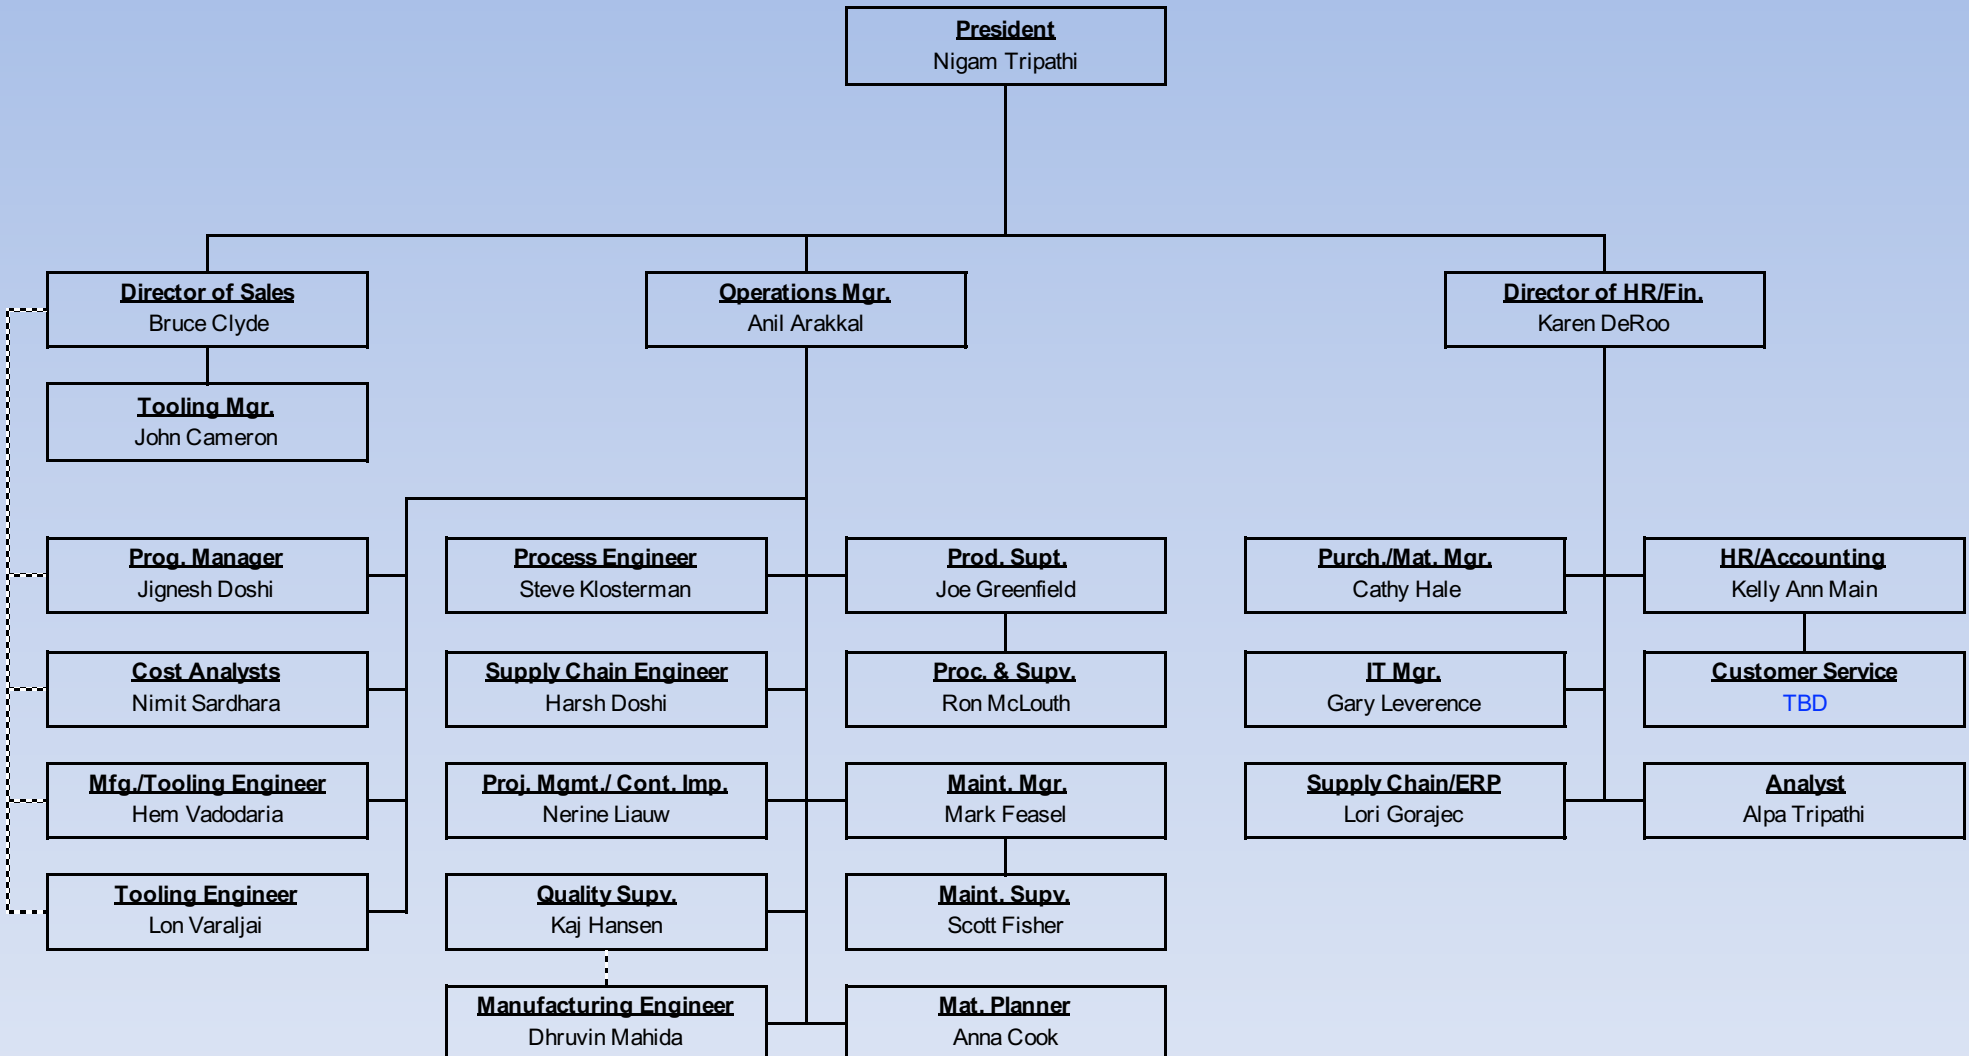 President
Nigam Tripathi
Director of Sales
Bruce Clyde
Operations Mgr.
Anil Arakkal
Director of HR/Fin.
Karen DeRoo
Tooling Mgr.
John Cameron
Prog. Manager
Jignesh Doshi
Process Engineer
Steve Klosterman
Prod. Supt.
Joe Greenfield
Purch./Mat. Mgr.
Cathy Hale
HR/Accounting
Kelly Ann Main
Cost Analysts
Nimit Sardhara
Supply Chain Engineer
Harsh Doshi
Proc. & Supv.
Ron McLouth
IT Mgr.
Gary Leverence
Customer Service
TBD
Mfg./Tooling Engineer
Hem Vadodaria
Proj. Mgmt./ Cont. Imp.
Nerine Liauw
Maint. Mgr.
Mark Feasel
Supply Chain/ERP
Lori Gorajec
Analyst
Alpa Tripathi
Tooling Engineer
Lon Varaljai
Quality Supv.
Kaj Hansen
Maint. Supv.
Scott Fisher
Manufacturing Engineer
Dhruvin Mahida
Mat. Planner
Anna Cook